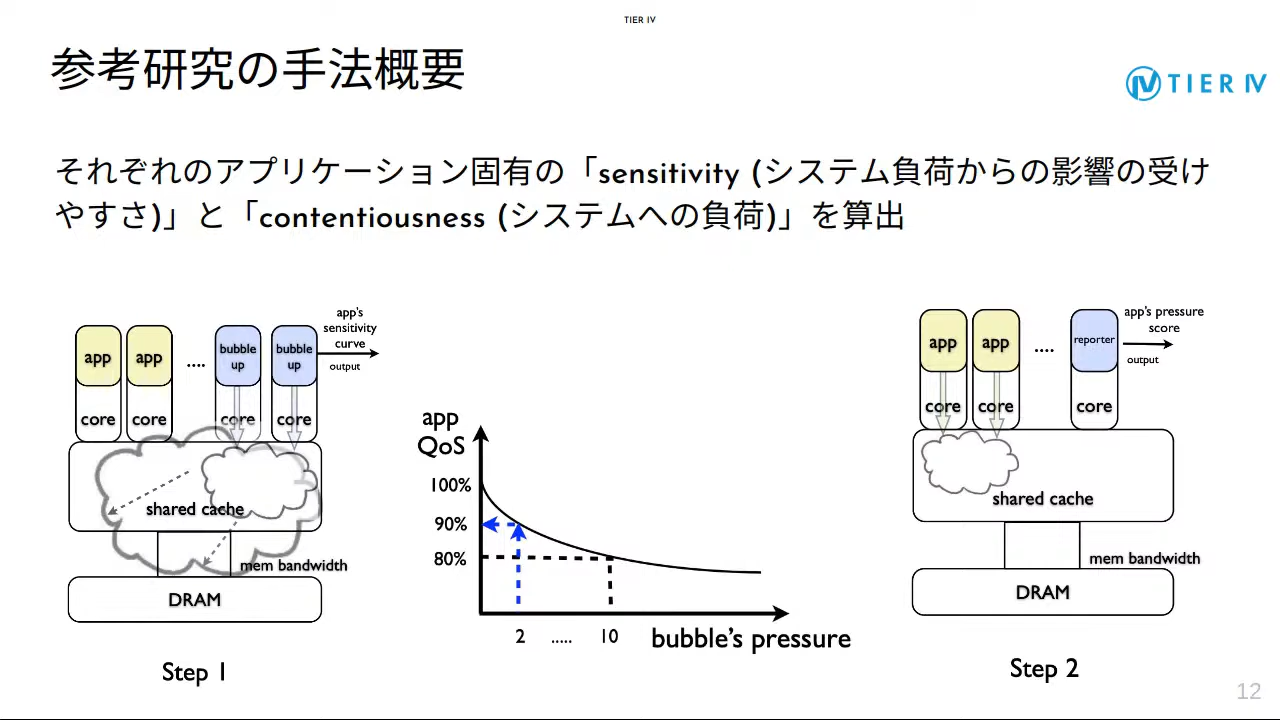 TIER IV
参考研究の手法概要
TIER IV
それぞれのアプリケーション固有の「sensitivity (システム負荷からの影響の受け
やすさ)」と「contentiousness (システムへの負荷)」を算出
app
app
....
bubble
up
bubble
up
app's
sensitivity
curve
output
core
core
core
core
shared cache
mem bandwidth
DRAM
Step 1
app
QoS
100%
90%
80%
2
.....
10
bubble's pressure
app
app
....
reporter
app's pressure
score
output
core
core
core
shared cache
mem bandwidth
DRAM
Step 2
12